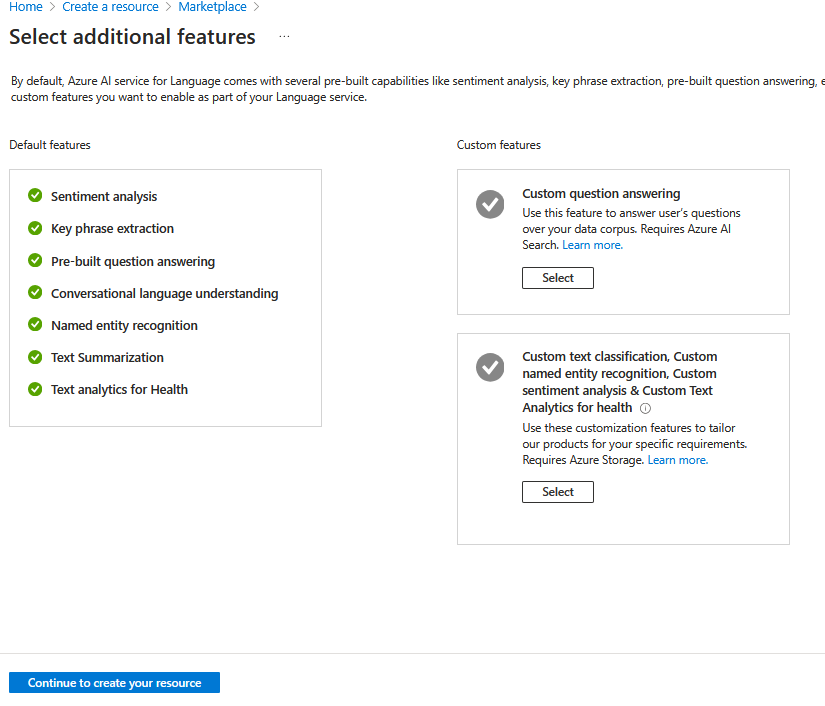 Home > Create a resource > Marketplace >
Select additional features ...
By default, Azure AI service for Language comes with several pre-built capabilities like sentiment analysis, key phrase extraction, pre-built question answering,
custom features you want to enable as part of your Language service.
Default features
Sentiment analysis
Key phrase extraction
Pre-built question answering
Conversational language understanding
Named entity recognition
Text Summarization
Text analytics for Health
Custom features
Custom question answering
Use this feature to answer user's questions
over your data corpus. Requires Azure AI
Search. Learn more.
Select
Custom text classification, Custom
named entity recognition, Custom
sentiment analysis & Custom Text
Analytics for health
Use these customization features to tailor
our products for your specific requirements.
Requires Azure Storage. Learn more.
Select
Continue to create your resource